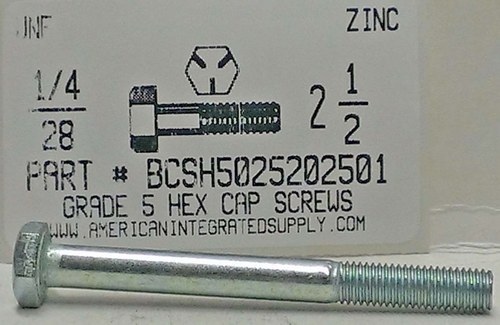 UNF ZINC
1/4
28
2 1/2
PART # BCSH5025202501
GRADE 5 HEX CAP SCREWS
WWW.AMERICANINTEGRATEDSUPPLY.COM